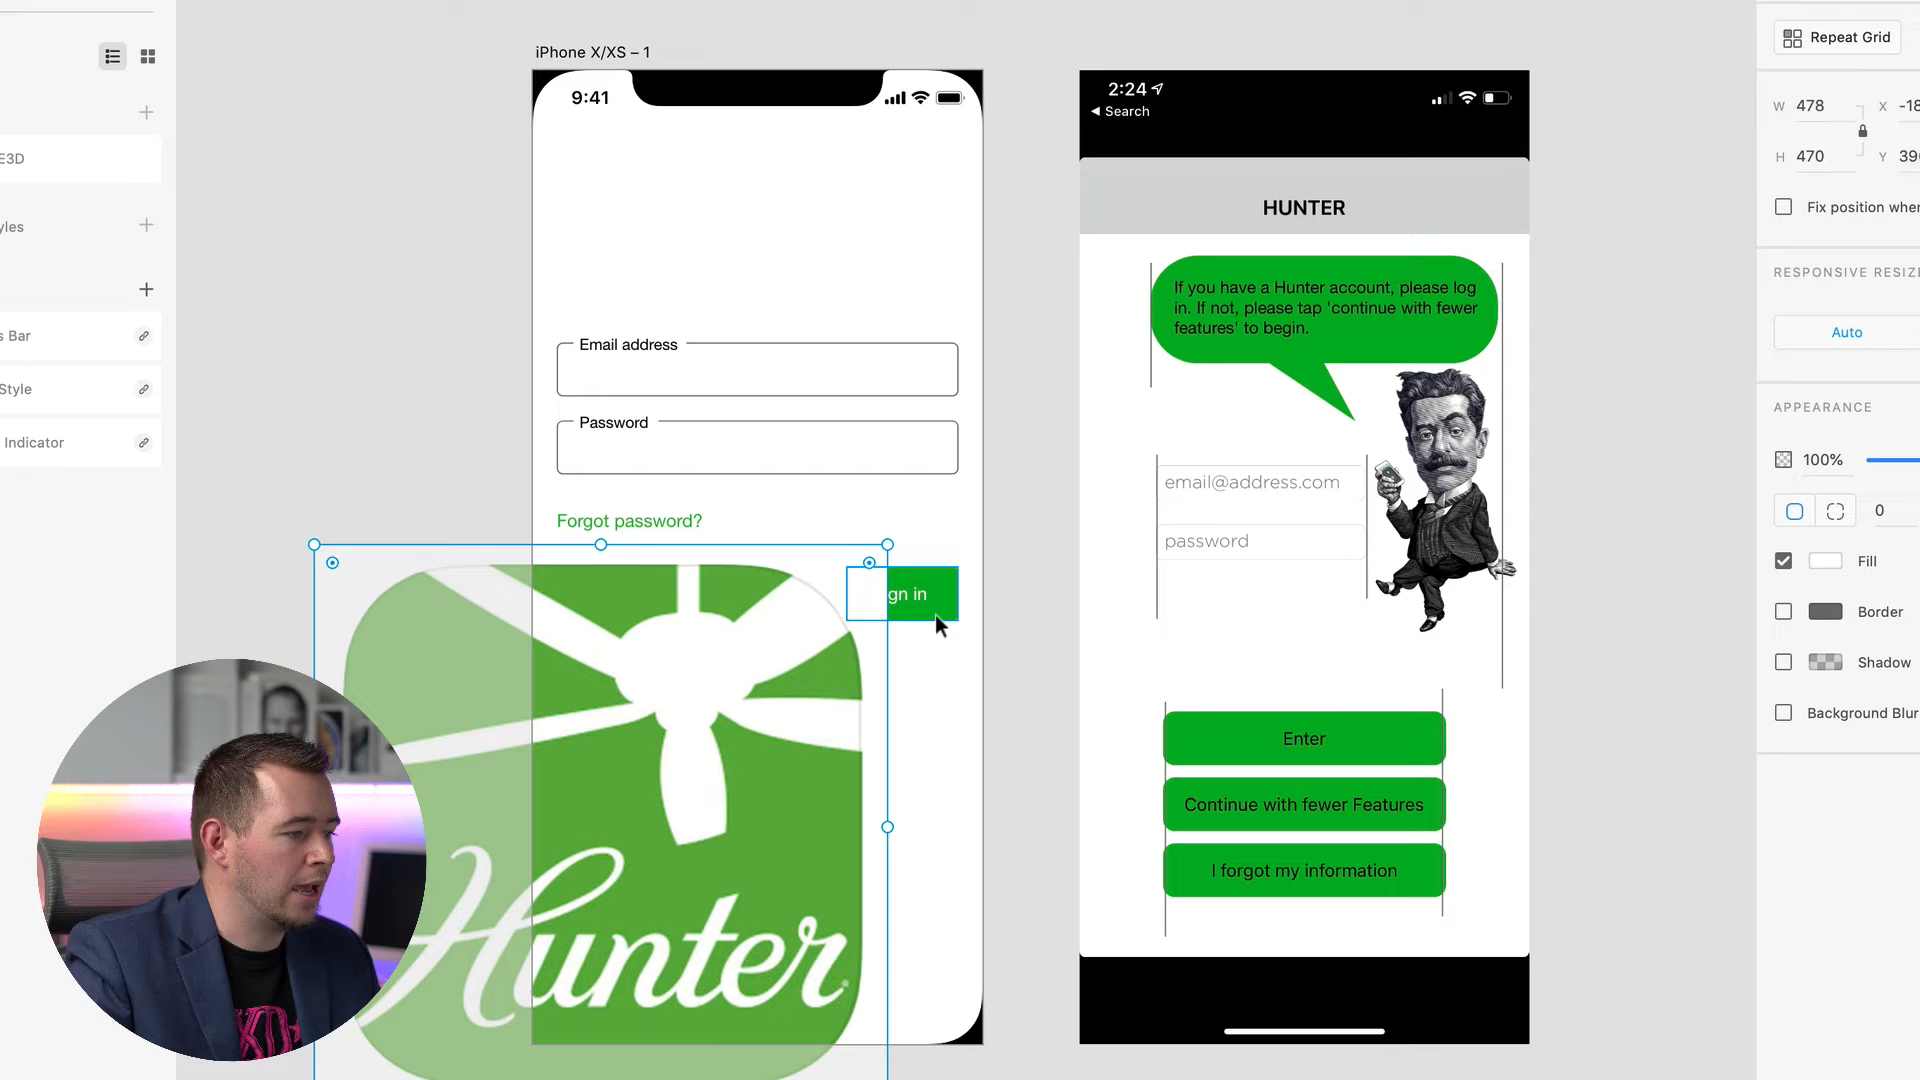 iPhone X/XS – 1
Repeat Grid
9:41
2:24
Search
W 478
X -18
E3D
H 470
Y 390
yles
HUNTER
Fix position when
RESPONSIVE RESIZE
s Bar
If you have a Hunter account, please log
in. If not, please tap 'continue with fewer
features' to begin.
Auto
Email address
Style
APPEARANCE
Password
Indicator
100%
email@address.com
0
Forgot password?
password
Fill
gn in
Border
Shadow
Background Blur
Enter
Continue with fewer Features
I forgot my information
Hunter